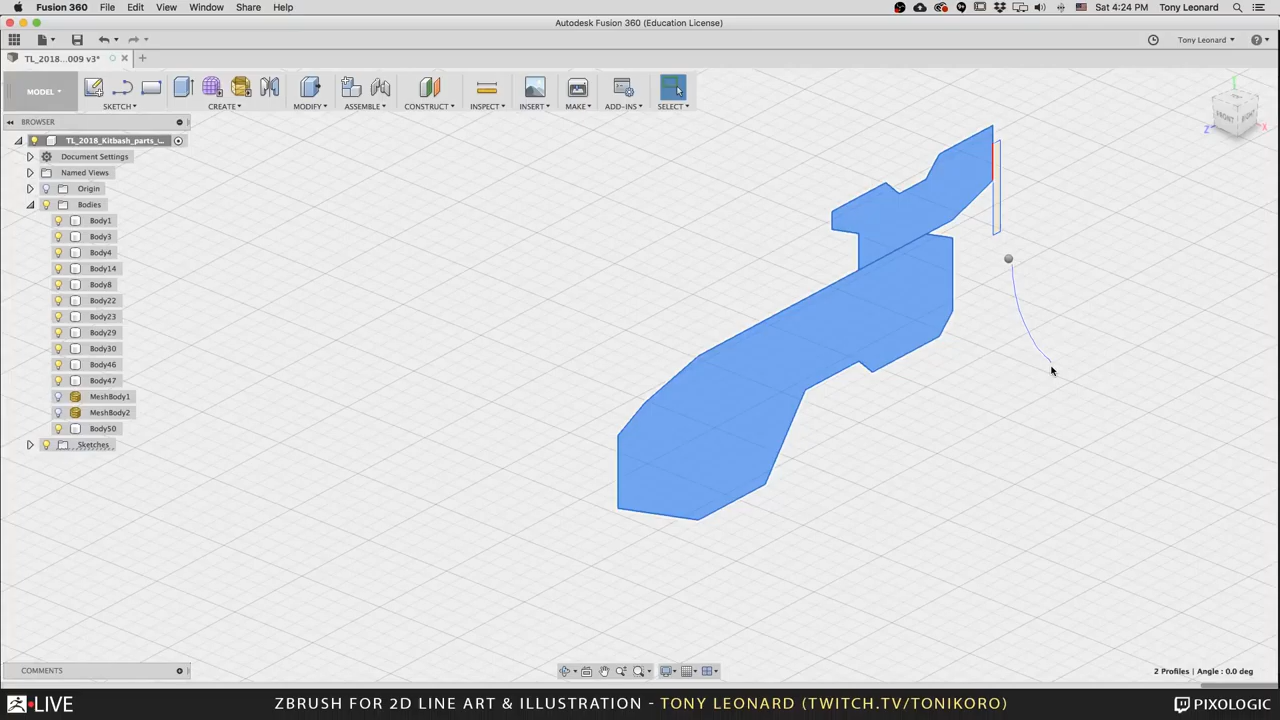 Fusion 360 File Edit View Window Share Help Sat 4:24 PM Tony Leonard
Autodesk Fusion 360 (Education License)
Tony Leonard
TL_2018...009 v3*
MODEL SKETCH CREATE MODIFY ASSEMBLE CONSTRUCT INSPECT INSERT MAKE ADD-INS SELECT
FRONT RIGHT
Y
Z
X
BROWSER
TL_2018_Kitbash_parts_i...
Document Settings
Named Views
Origin
Bodies
Body1
Body3
Body4
Body14
Body8
Body22
Body23
Body29
Body30
Body46
Body47
MeshBody1
MeshBody2
Body50
Sketches
COMMENTS
2 Profiles | Angle : 0.0 deg
LIVE ZBRUSH FOR 2D LINE ART & ILLUSTRATION - TONY LEONARD (TWITCH.TV/TONIKORO) PIXOLOGIC